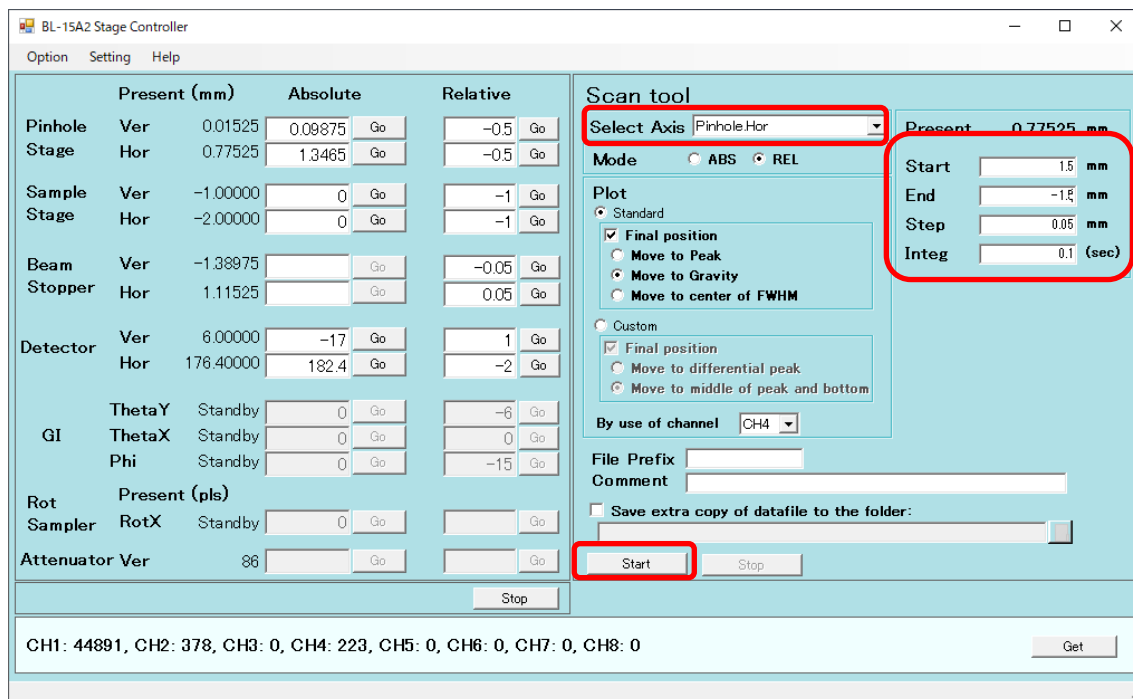 BL-15A2 Stage Controller
Option Setting Help
Present (mm) Absolute Relative
Pinhole Ver 0.01525 0.09875 Go -0.5 Go
Stage Hor 0.77525 1.3465 Go -0.5 Go
Sample Ver -1.00000 0 Go -1 Go
Stage Hor -2.00000 0 Go -1 Go
Beam Ver -1.38975 Go -0.05 Go
Stopper Hor 1.11525 Go 0.05 Go
Detector Ver 6.00000 -17 Go 1 Go
Hor 176.40000 182.4 Go -2 Go
ThetaY Standby 0 Go -6 Go
GI ThetaX Standby 0 Go 0 Go
Phi Standby 0 Go -15 Go
Present (pls)
Rot
Sampler RotX Standby 0 Go Go
Attenuator Ver 86 Go Go
Stop
Scan tool
Select Axis Pinhole.Hor
Mode ABS REL
Plot
Standard
Final position
Move to Peak
Move to Gravity
Move to center of FWHM
Custom
Final position
Move to differential peak
Move to middle of peak and bottom
By use of channel CH4
File Prefix
Comment
Save extra copy of datafile to the folder:
Start Stop
Present 0.77525 mm
Start 1.5 mm
End mm
Step 0.05 mm
Integ 0.1 (sec)
CH1: 44891, CH2: 378, CH3: 0, CH4: 223, CH5: 0, CH6: 0, CH7: 0, CH8: 0
Get